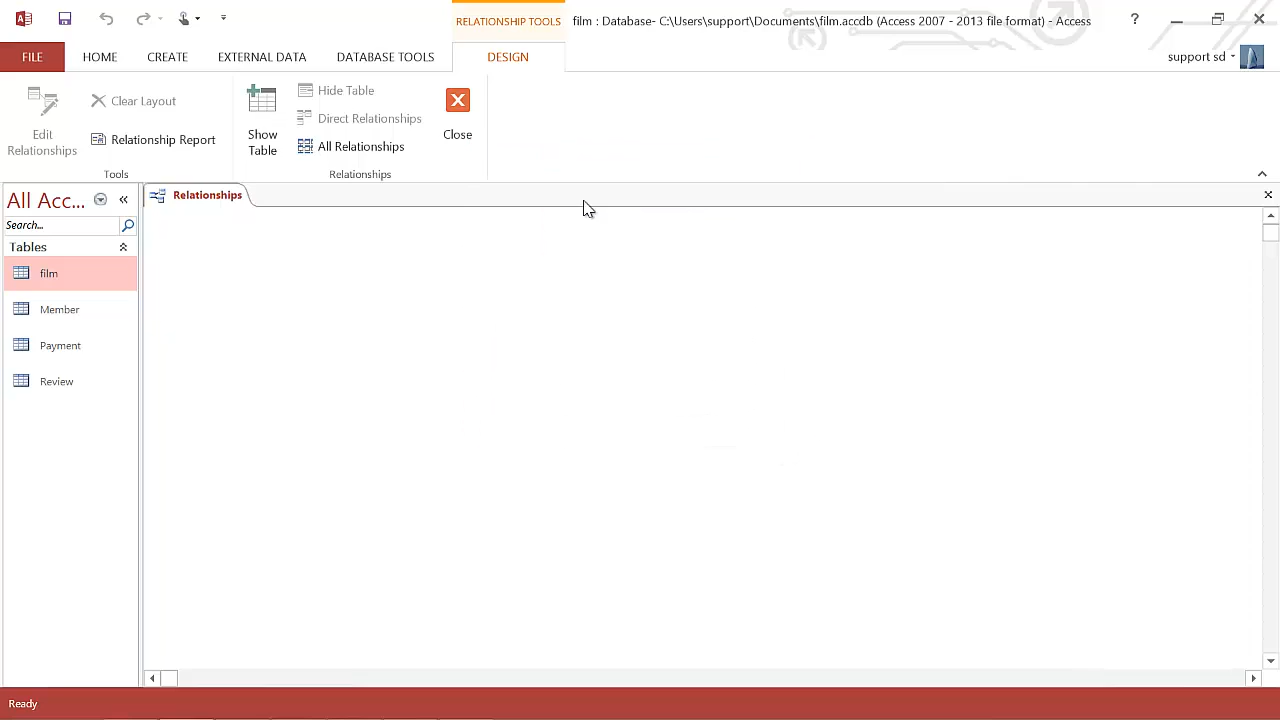 RELATIONSHIP TOOLS
film : Database- C:\Users\support\Documents\film.accdb (Access 2007 - 2013 file format) - Access
?
FILE
HOME
CREATE
EXTERNAL DATA
DATABASE TOOLS
DESIGN
support sd
Edit
Relationships
Clear Layout
Relationship Report
Tools
Show
Table
Hide Table
Direct Relationships
All Relationships
Close
Relationships
All Acc...
Search...
Tables
film
Member
Payment
Review
Relationships
Ready